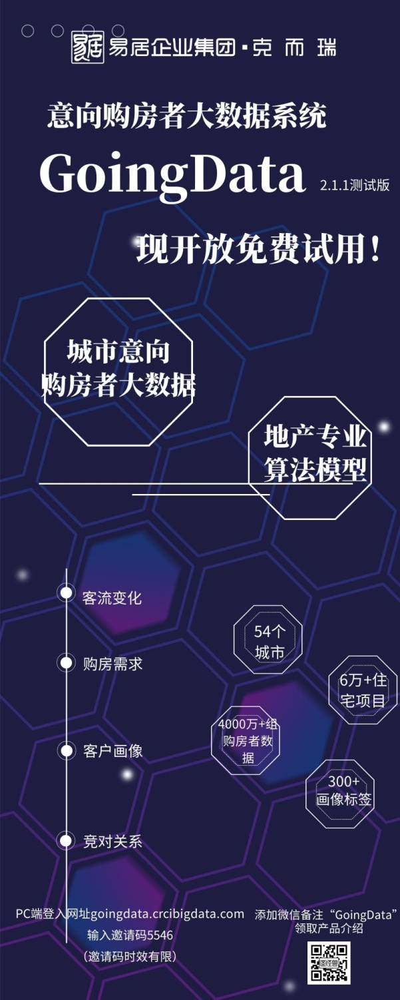 易居
易居企业集团·克而瑞
意向购房者大数据系统
GoingData
2.1.1测试版
现开放免费试用！
城市意向
购房者大数据
地产专业
算法模型
客流变化
购房需求
客户画像
竞对关系
54个
城市
6万+住
宅项目
4000万+组
购房者数
据
300+
画像标签
PC端登入网址goingdata.crcibigdata.com
输入邀请码5546
（邀请码时效有限）
添加微信备注“GoingData”
领取产品介绍
图怪兽